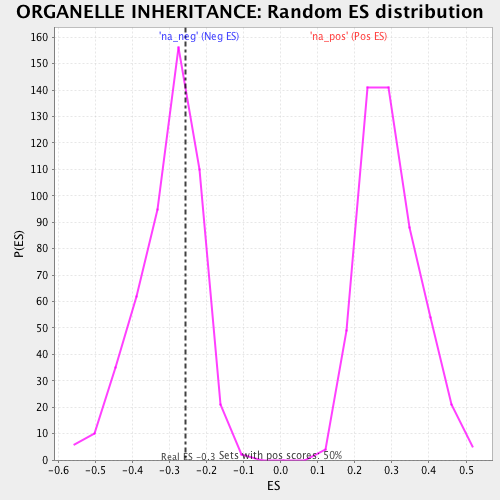 ORGANELLE INHERITANCE: Random ES distribution
'na_neg' (Neg ES) 'na_pos' (Pos ES)
160
150
140
130
120
110
100
90
80
70
60
50
40
30
20
10
0
P(ES)
Real ES -0.3 Sets with pos scores: 50%
-0.6 -0.5 -0.4 -0.3 -0.2 -0.1 0.0 0.1 0.2 0.3 0.4 0.5
ES